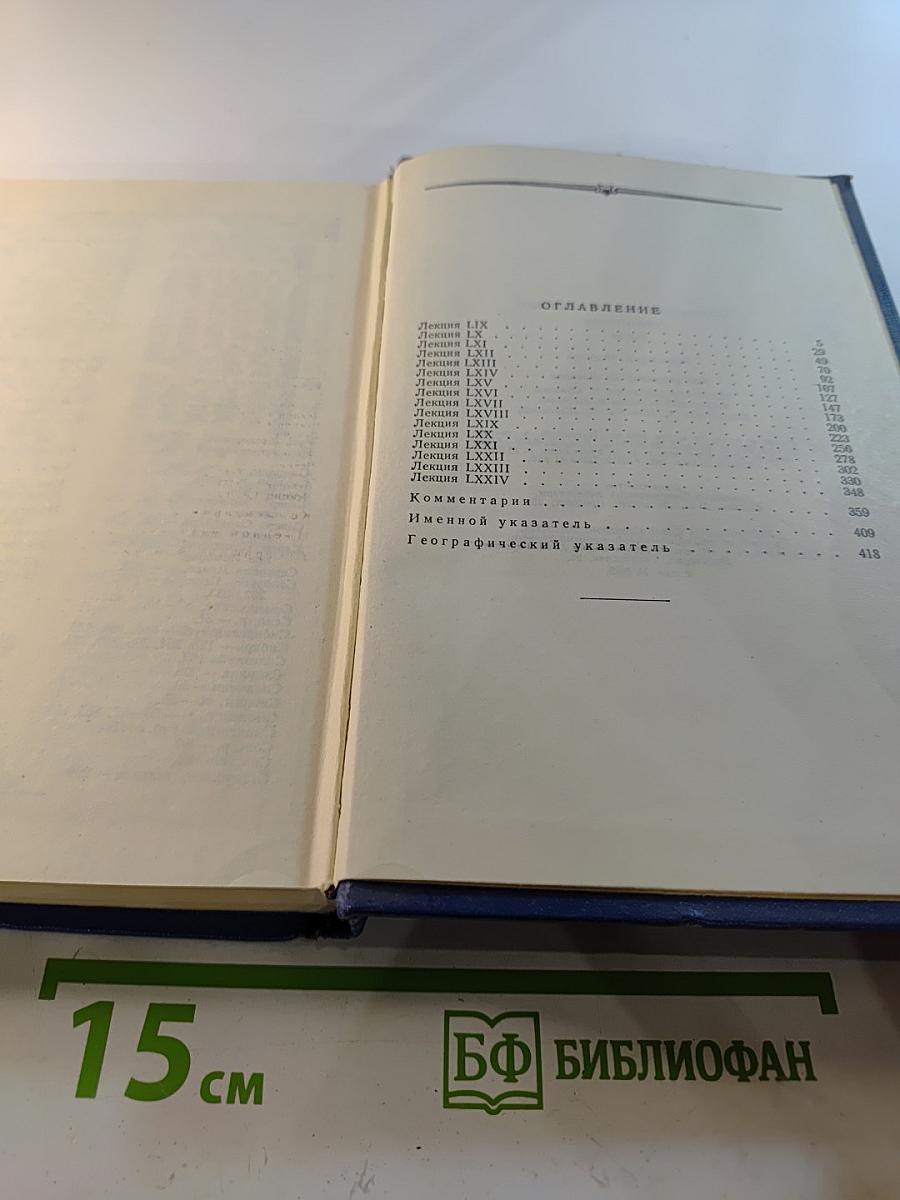 ОГЛАВЛЕНИЕ
Лекция LIX . . . . . . . . . . . . . 5
Лекция LX . . . . . . . . . . . . . 29
Лекция LXI . . . . . . . . . . . . . 49
Лекция LXII . . . . . . . . . . . . . 70
Лекция LXIII . . . . . . . . . . . . . 92
Лекция LXIV . . . . . . . . . . . . . 107
Лекция LXV . . . . . . . . . . . . . 127
Лекция LXVI . . . . . . . . . . . . . 147
Лекция LXVII . . . . . . . . . . . . . 173
Лекция LXVIII . . . . . . . . . . . . . 200
Лекция LXIX . . . . . . . . . . . . . 223
Лекция LXX . . . . . . . . . . . . . 256
Лекция LXXI . . . . . . . . . . . . . 278
Лекция LXXII . . . . . . . . . . . . . 302
Лекция LXXIII . . . . . . . . . . . . . 330
Лекция LXXIV . . . . . . . . . . . . . 348
Комментарии . . . . . . . . . . . . . 359
Именной указатель . . . . . . . . . . . 409
Географический указатель . . . . . . . . 418
15 см
БФ БИБЛИОФАН